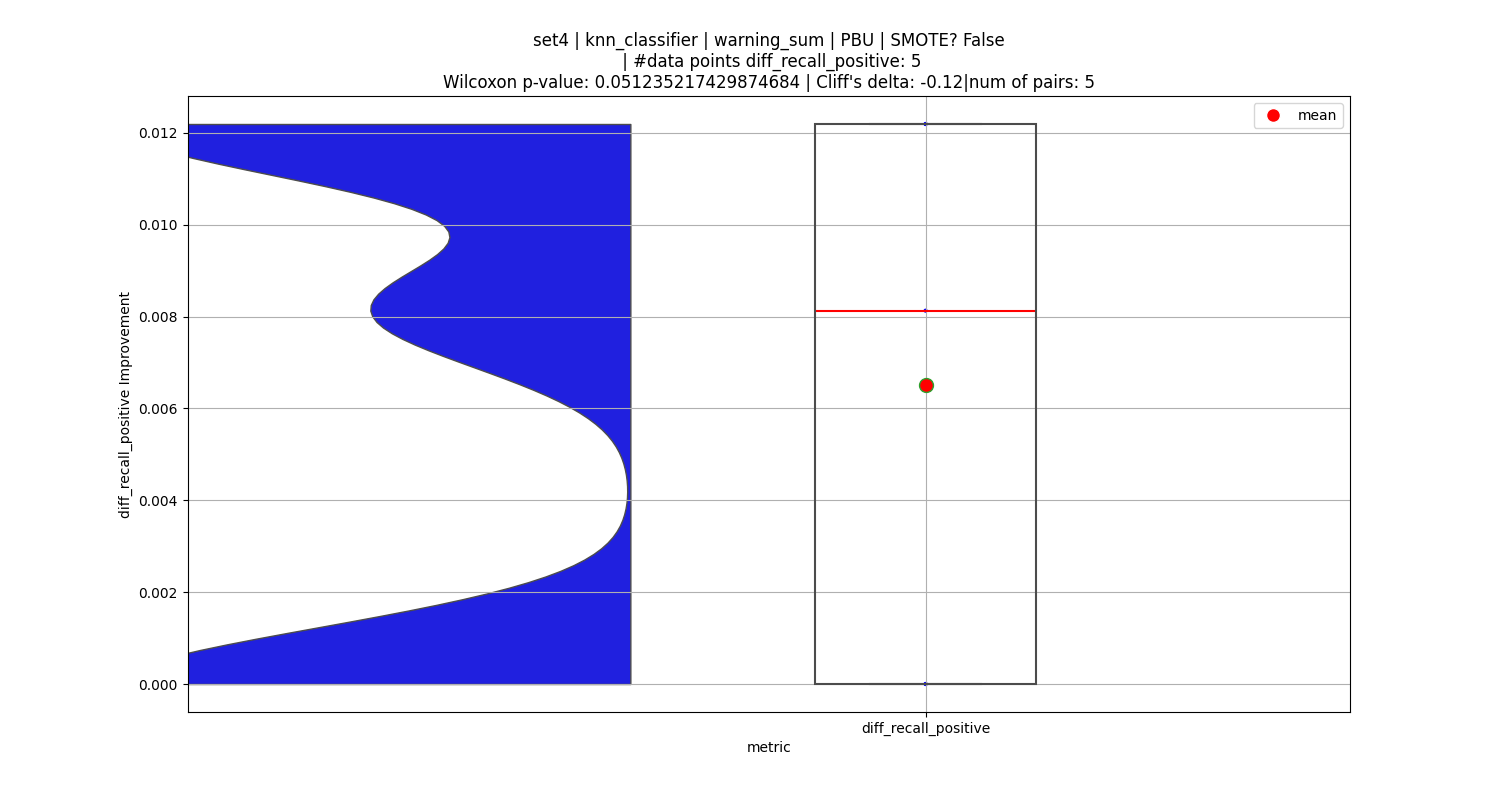 set4 | knn_classifier | warning_sum | PBU | SMOTE? False
| #data points diff_recall_positive: 5
Wilcoxon p-value: 0.051235217429874684 | Cliff's delta: -0.12|num of pairs: 5
mean
0.012
0.010
0.008
0.006
0.004
0.002
0.000
diff_recall_positive Improvement
diff_recall_positive
metric